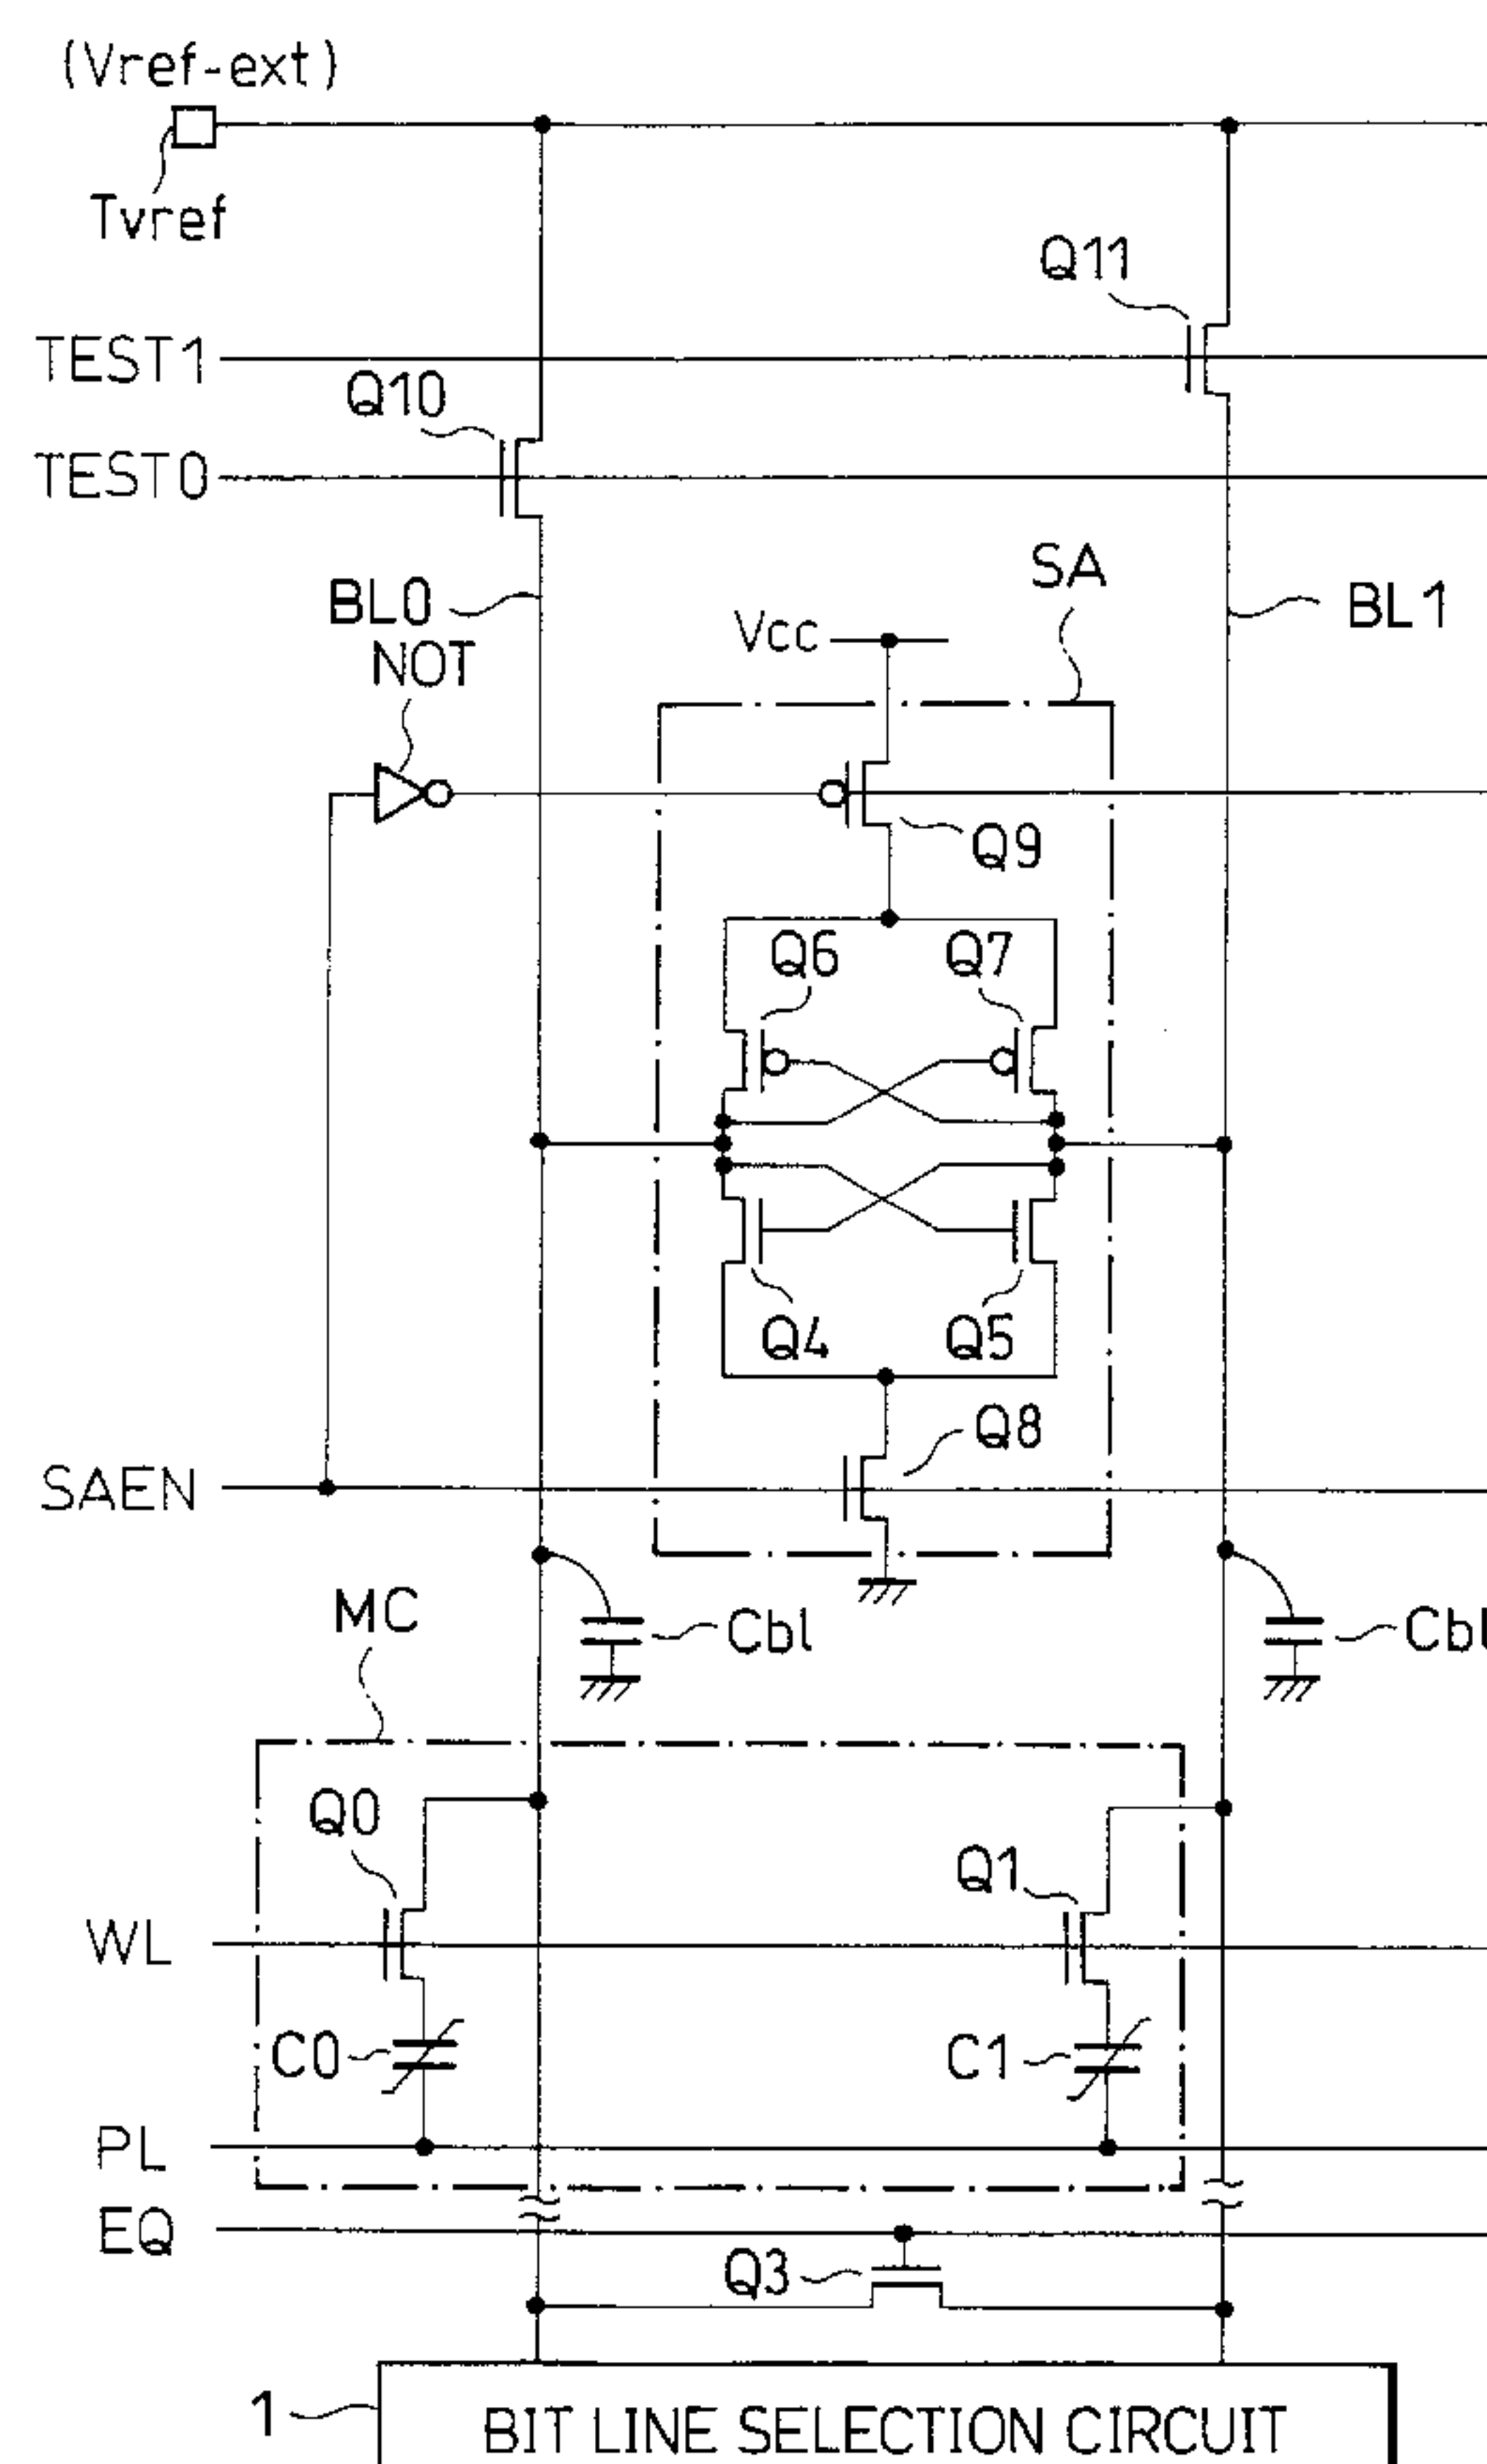 (Vref-ext)
Tvref
Q11
TEST1
Q10
TEST0
SA
BL0
BL1
Vcc
NOT
Q9
Q6
Q7
Q4
Q5
Q8
SAEN
MC
Cbl
Cbl
Q0
Q1
WL
C0
C1
PL
EQ
Q3
1
BIT LINE SELECTION CIRCUIT